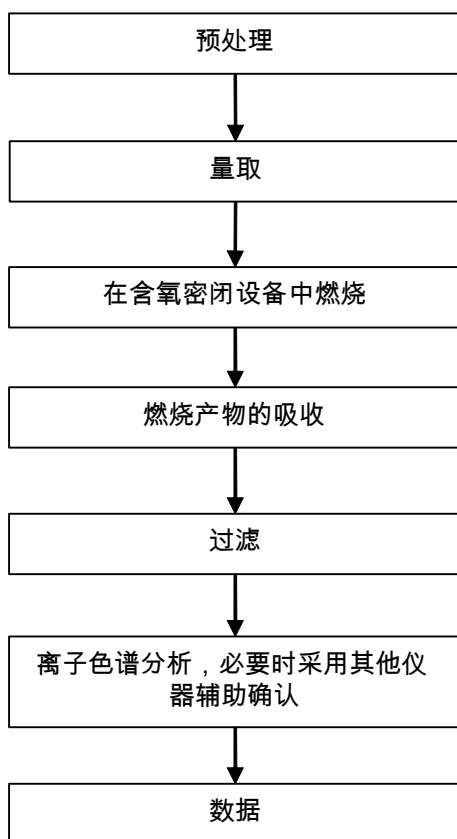 预处理
量取
在含氧密闭设备中燃烧
燃烧产物的吸收
过滤
离子色谱分析，必要时采用其他仪
器辅助确认
数据